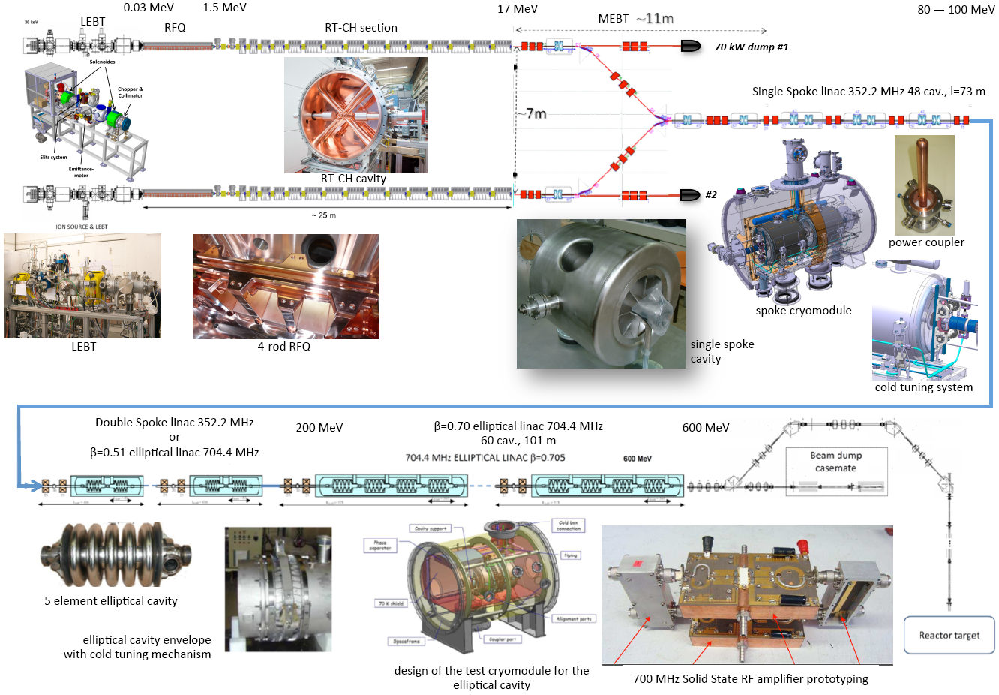 0.03 MeV
1.5 MeV
17 MeV
80 — 100 MeV
30 keV
LEBT
RFQ
RT-CH section
MEBT
~11m
70 kW dump #1
Solenoides
Chopper &
Collimator
Slits system
Emittance-
meter
RT-CH cavity
~7m
Single Spoke linac 352.2 MHz 48 cav., l=73 m
#2
~ 25 m
ION SOURCE & LEBT
power coupler
spoke cryomodule
LEBT
4-rod RFQ
single spoke
cavity
cold tuning system
Double Spoke linac 352.2 MHz
or
β=0.51 elliptical linac 704.4 MHz
200 MeV
β=0.70 elliptical linac 704.4 MHz
60 cav., 101 m
704.4 MHz ELLIPTICAL LINAC β=0.705
600 MeV
600 MeV
Beam dump
casemate
5 element elliptical cavity
elliptical cavity envelope
with cold tuning mechanism
Cavity support
Cold box
connection
Phase
separator
Piping
70 K shield
Alignment ports
Spaceframe
Coupler port
design of the test cryomodule for the
elliptical cavity
700 MHz Solid State RF amplifier prototyping
Reactor target